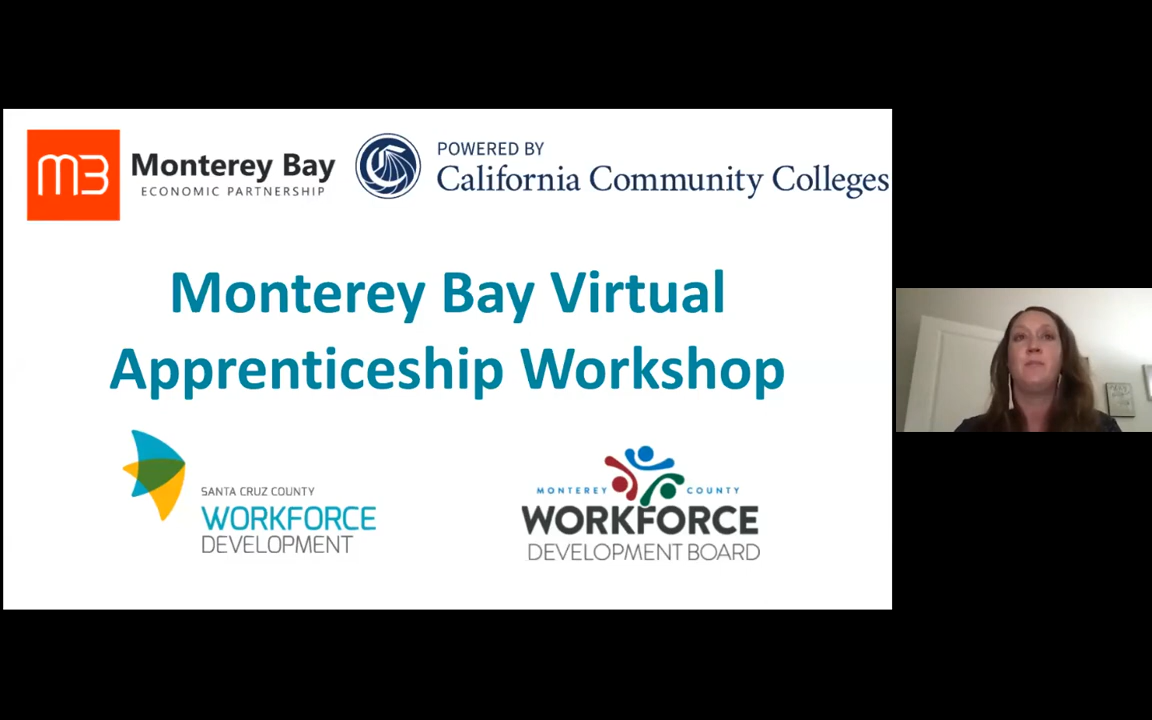 MB
Monterey Bay
ECONOMIC PARTNERSHIP
POWERED BY
California Community Colleges
Monterey Bay Virtual
Apprenticeship Workshop
SANTA CRUZ COUNTY
WORKFORCE
DEVELOPMENT
MONTEREY COUNTY
WORKFORCE
DEVELOPMENT BOARD